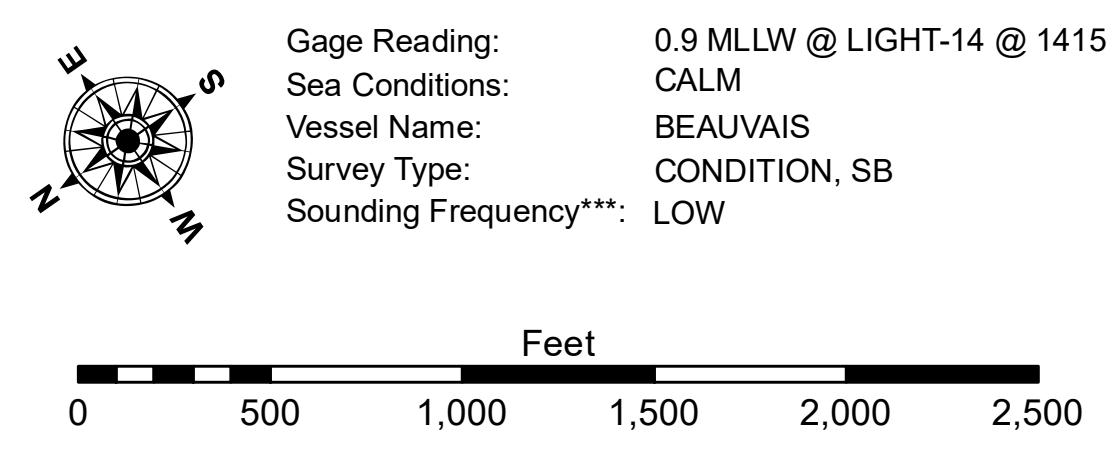 E
S
N
W
Gage Reading: 0.9 MLLW @ LIGHT-14 @ 1415
Sea Conditions: CALM
Vessel Name: BEAUVAIS
Survey Type: CONDITION, SB
Sounding Frequency***: LOW
Feet
0 500 1,000 1,500 2,000 2,500